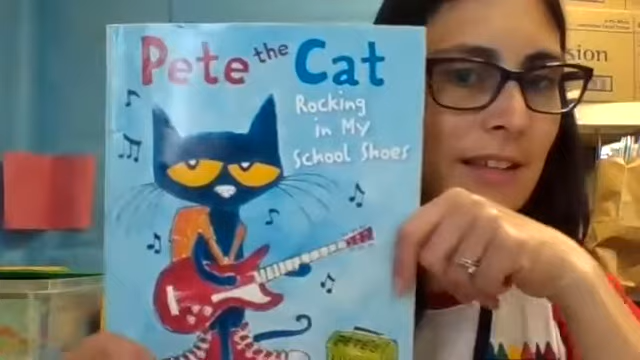 Pete the Cat
Rocking
in My
School Shoes